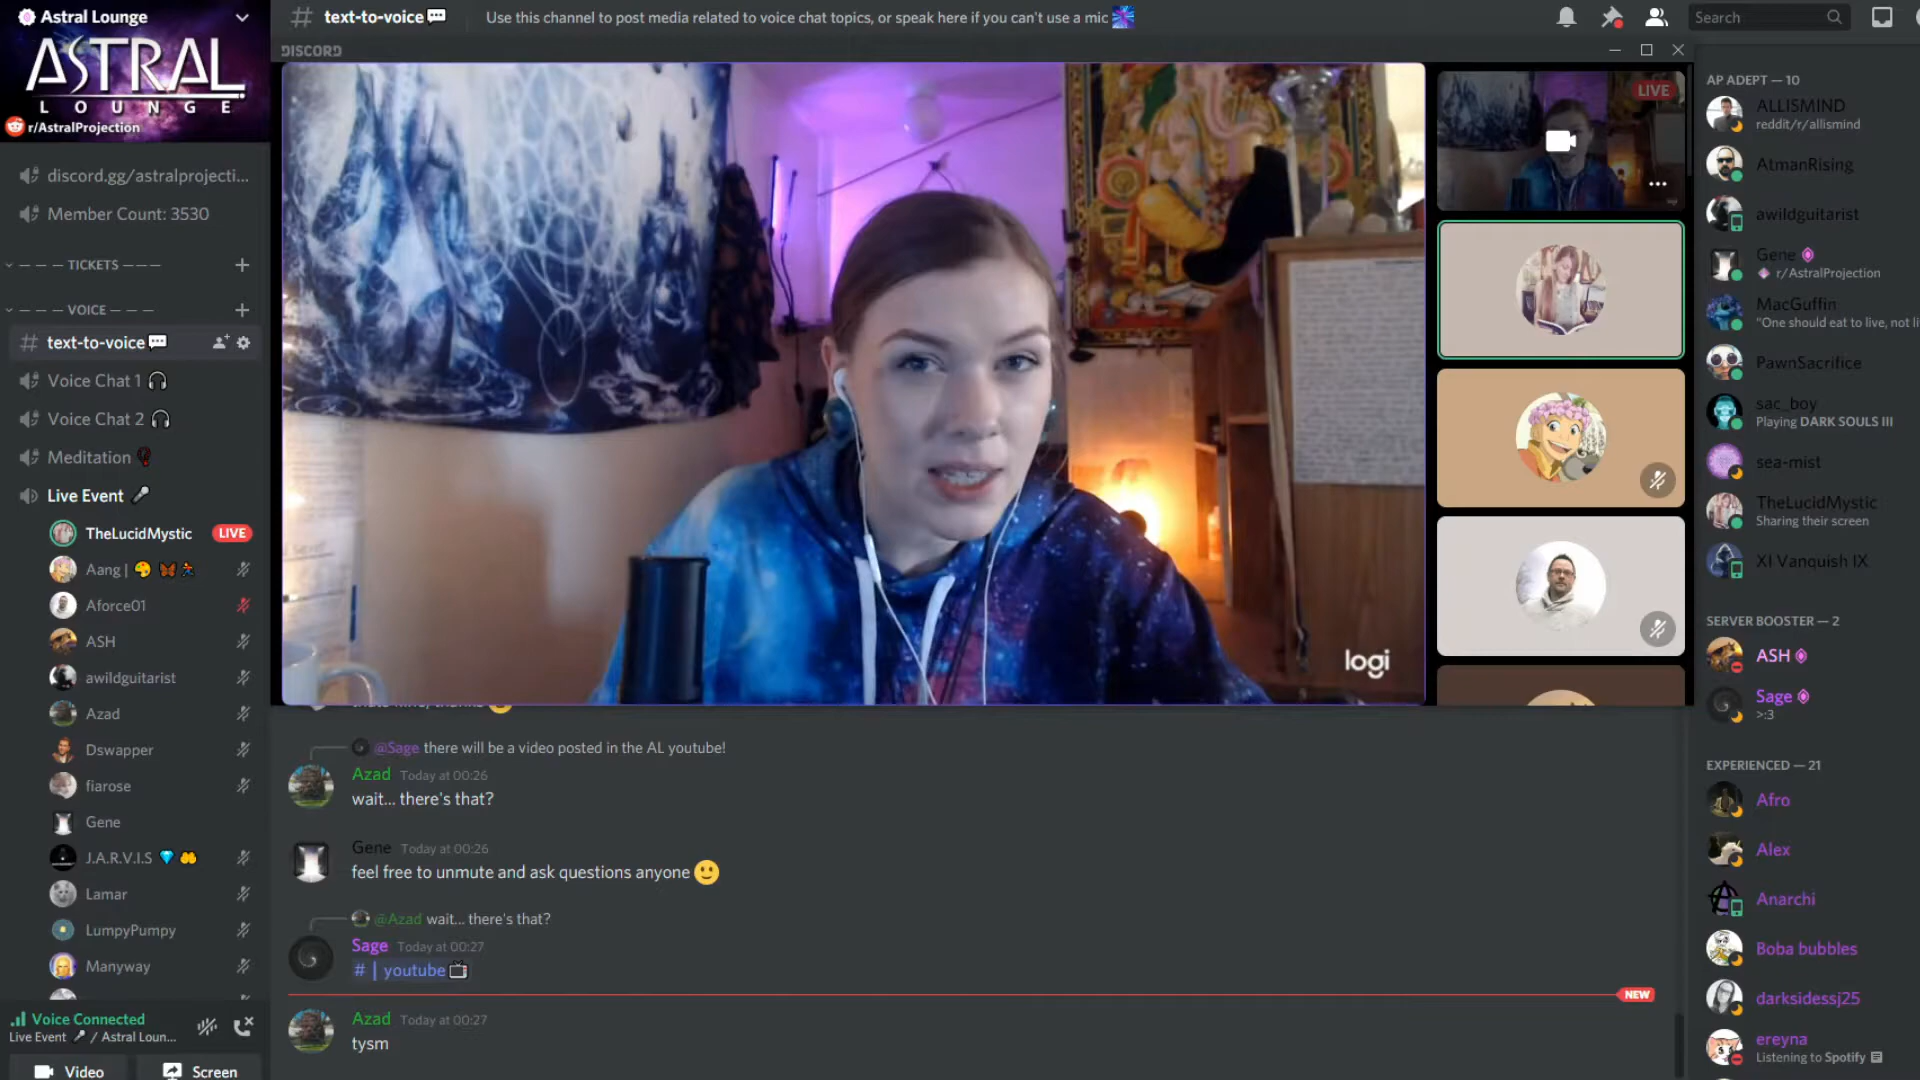 Astral Lounge
ASTRAL
LOUNGE
r/AstralProjection
discord.gg/astralprojecti...
Member Count: 3530
— — — TICKETS ———
— — — VOICE — — —
text-to-voice
Voice Chat 1
Voice Chat 2
Meditation
Live Event
TheLucidMystic LIVE
Aang |
Aforce01
ASH
awildguitarist
Azad
Dswapper
fiarose
Gene
J.A.R.V.I.S
Lamar
LumpyPumpy
Manyway
Voice Connected
Live Event / Astral Loun...
Video Screen
text-to-voice Use this channel to post media related to voice chat topics, or speak here if you can't use a mic
Search
DISCORD
LIVE
logi
@Sage there will be a video posted in the AL youtube!
Azad Today at 00:26
wait... there's that?
Gene Today at 00:26
feel free to unmute and ask questions anyone
@Azad wait... there's that?
Sage Today at 00:27
# | youtube
NEW
Azad Today at 00:27
tysm
AP ADEPT — 10
ALLISMIND
reddit/r/allismind
AtmanRising
awildguitarist
Gene
r/AstralProjection
MacGuffin
"One should eat to live, not li
PawnSacrifice
sac_boy
Playing DARK SOULS III
sea-mist
TheLucidMystic
Sharing their screen
XI Vanquish IX
SERVER BOOSTER — 2
ASH
Sage
>:3
EXPERIENCED — 21
Afro
Alex
Anarchi
Boba bubbles
darksidessj25
ereyna
Listening to Spotify